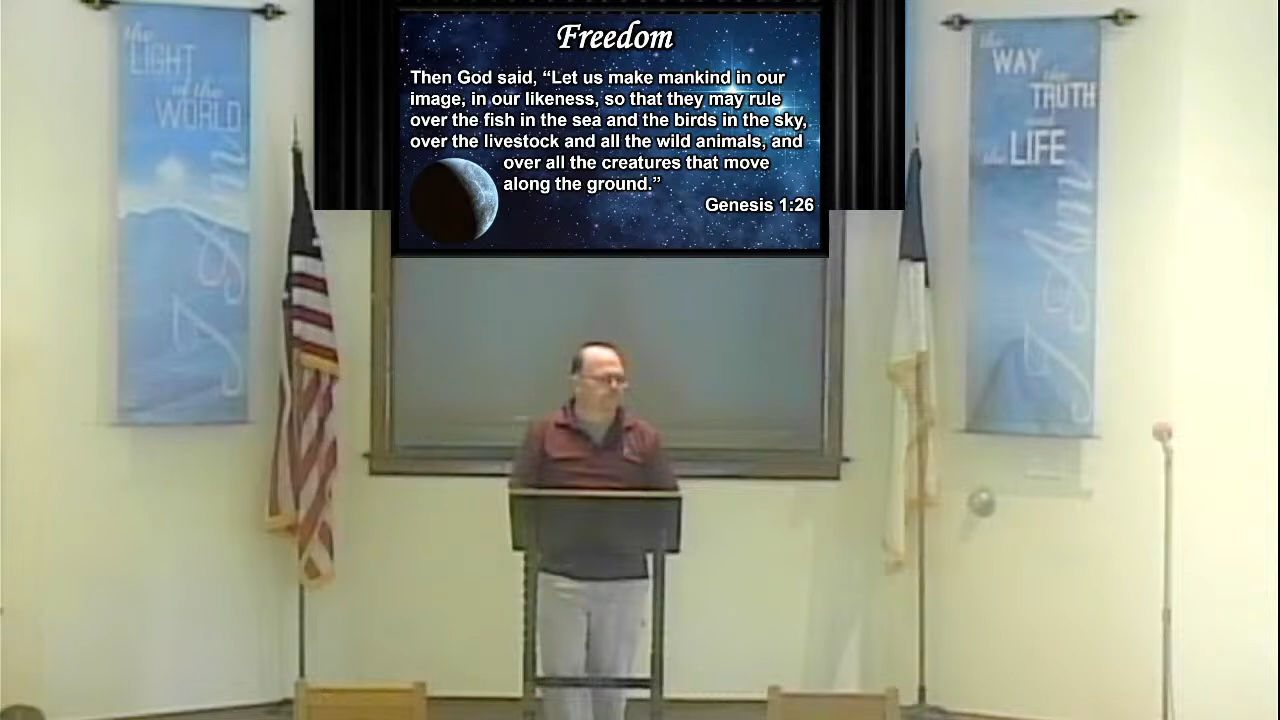 Freedom
Then God said, “Let us make mankind in our
image, in our likeness, so that they may rule
over the fish in the sea and the birds in the sky,
over the livestock and all the wild animals, and
over all the creatures that move
along the ground.”
Genesis 1:26
the
LIGHT
of the
WORLD
I Am
the
WAY
the
TRUTH
the LIFE
I Am